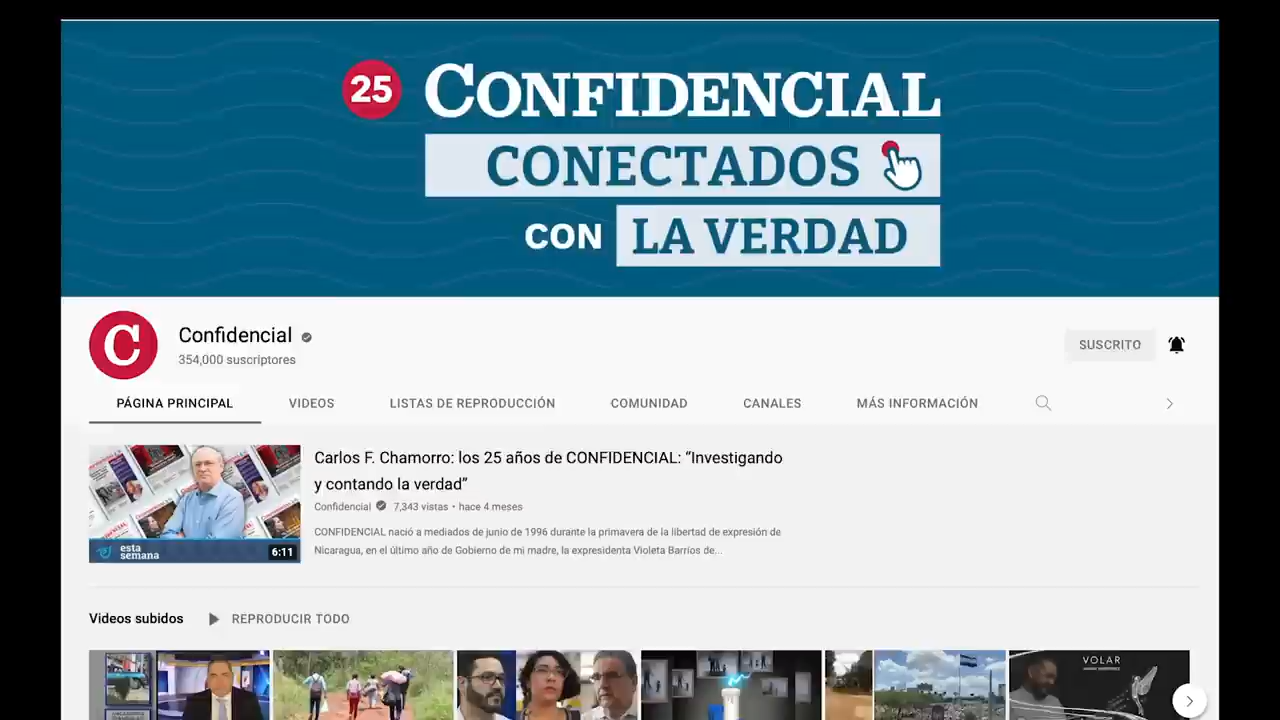 25 CONFIDENCIAL
CONECTADOS
CON LA VERDAD
C
Confidencial
354,000 suscriptores
SUSCRITO
PÁGINA PRINCIPAL VIDEOS LISTAS DE REPRODUCCIÓN COMUNIDAD CANALES MÁS INFORMACIÓN
Carlos F. Chamorro: los 25 años de CONFIDENCIAL: “Investigando
y contando la verdad”
Confidencial 7,343 vistas • hace 4 meses
CONFIDENCIAL nació a mediados de junio de 1996 durante la primavera de la libertad de expresión de
Nicaragua, en el último año de Gobierno de mi madre, la expresidenta Violeta Barrios de...
esta
semana
6:11
Videos subidos REPRODUCIR TODO
VOLAR